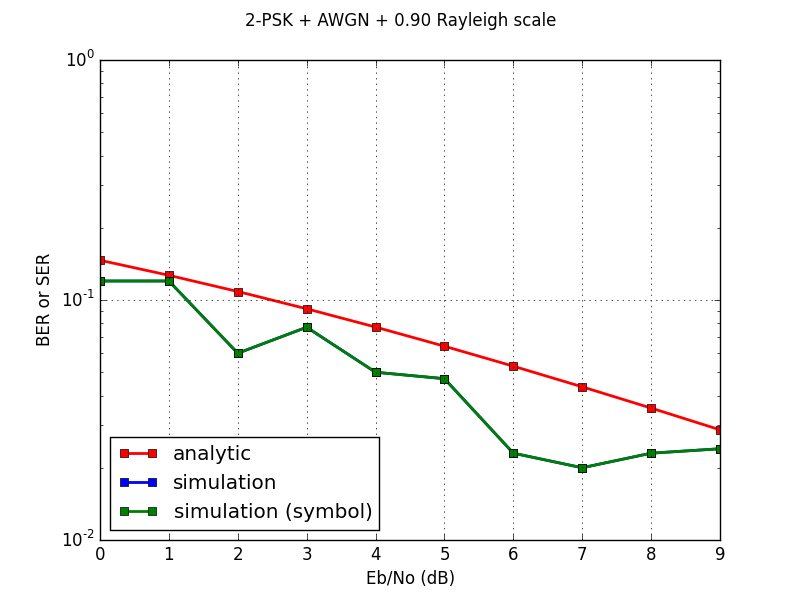 2-PSK + AWGN + 0.90 Rayleigh scale
10^0
10^-1
10^-2
BER or SER
analytic
simulation
simulation (symbol)
0 1 2 3 4 5 6 7 8 9
Eb/No (dB)